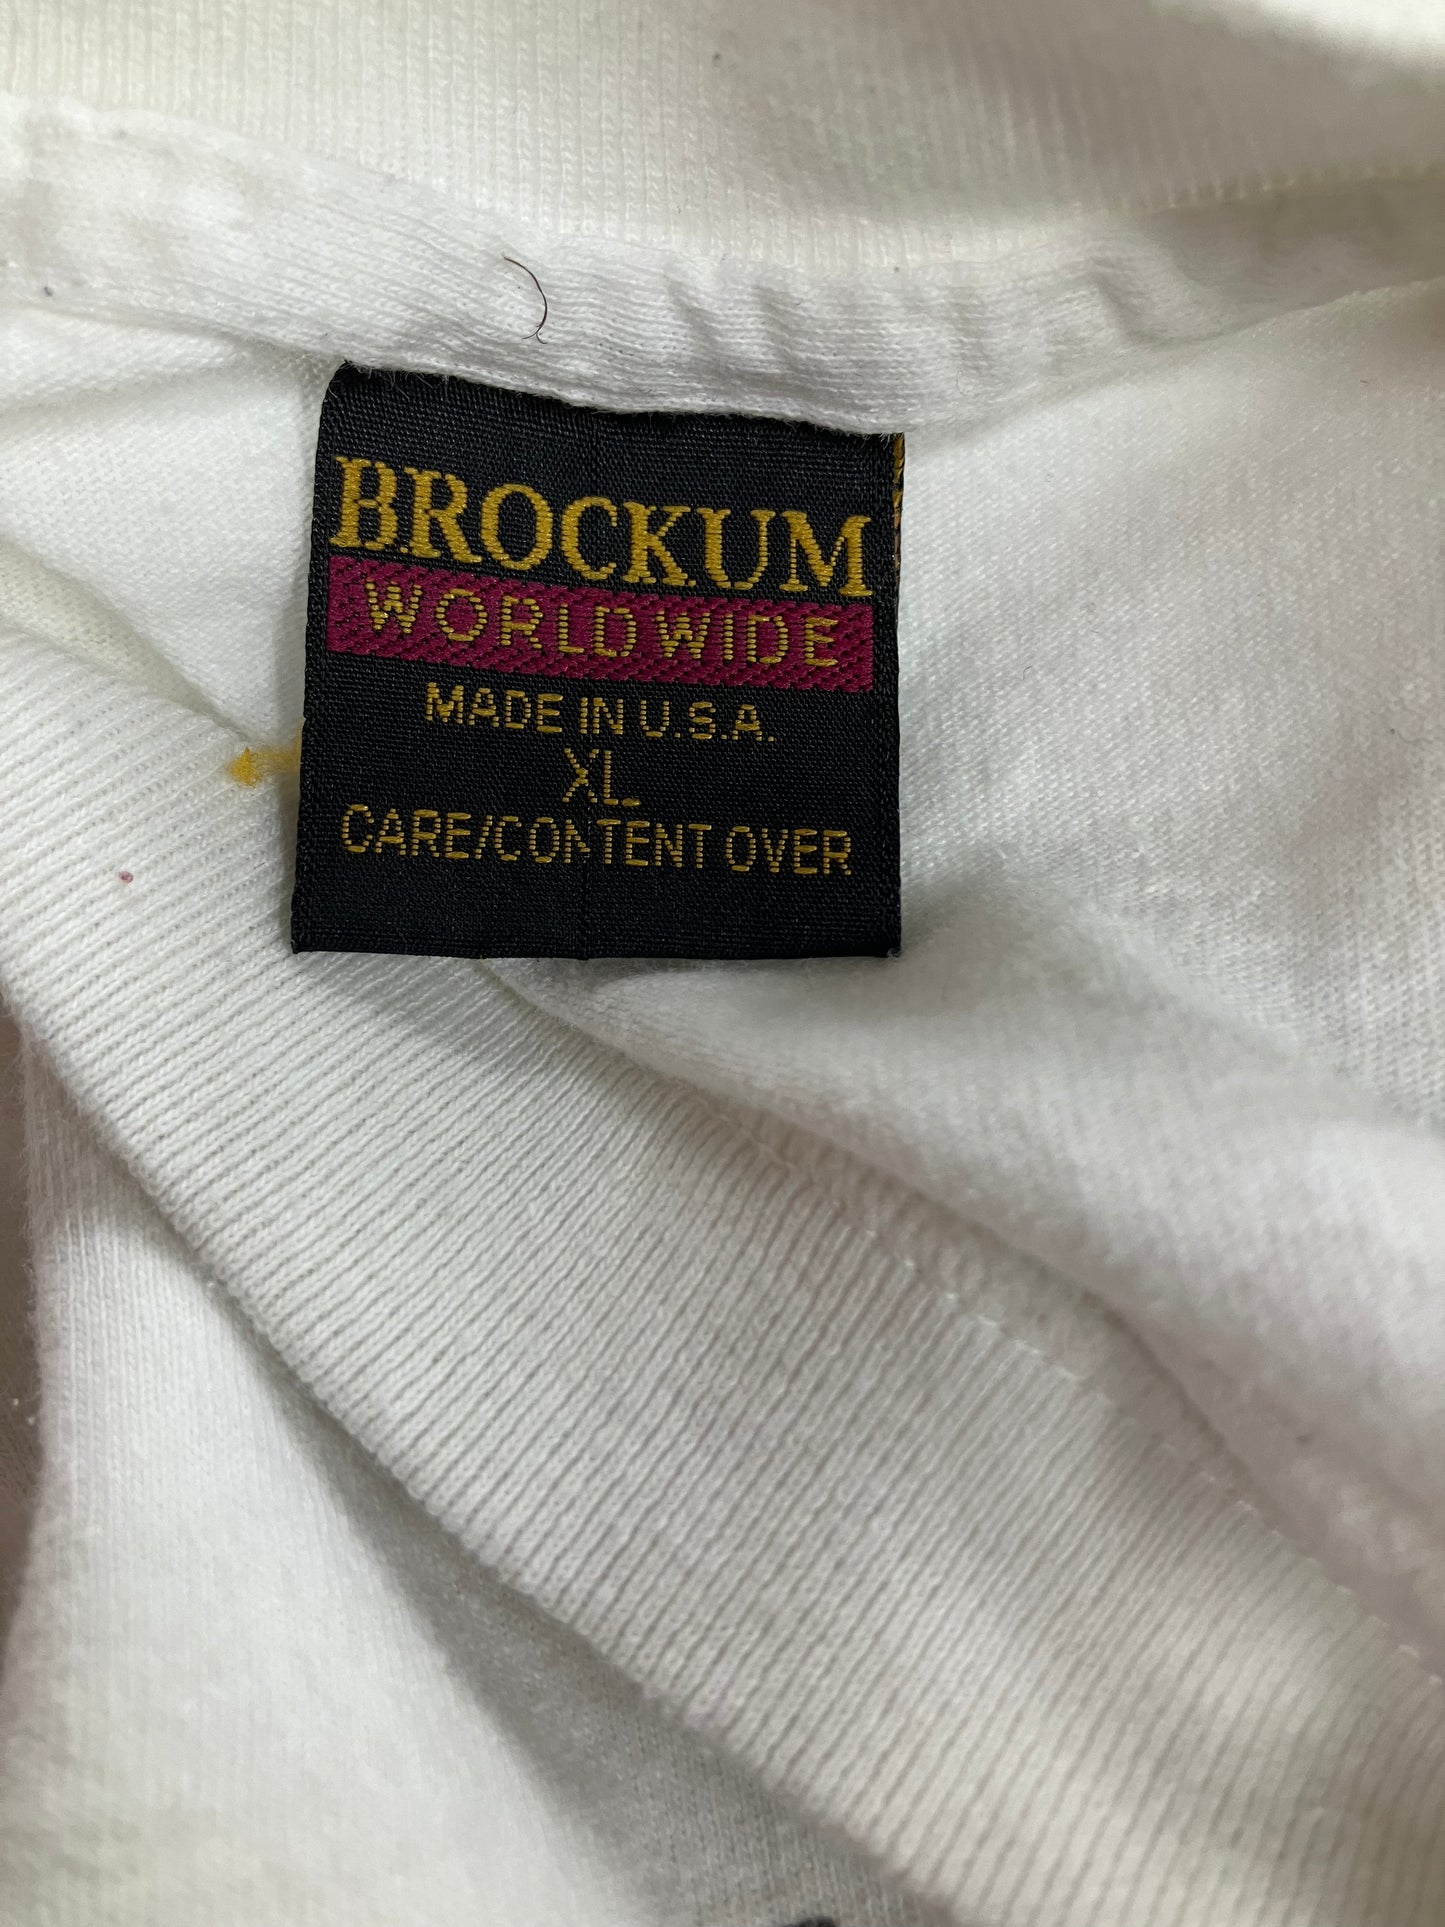 BROCKUM
WORLDWIDE
MADE IN U.S.A.
XL
CARE/CONTENT OVER